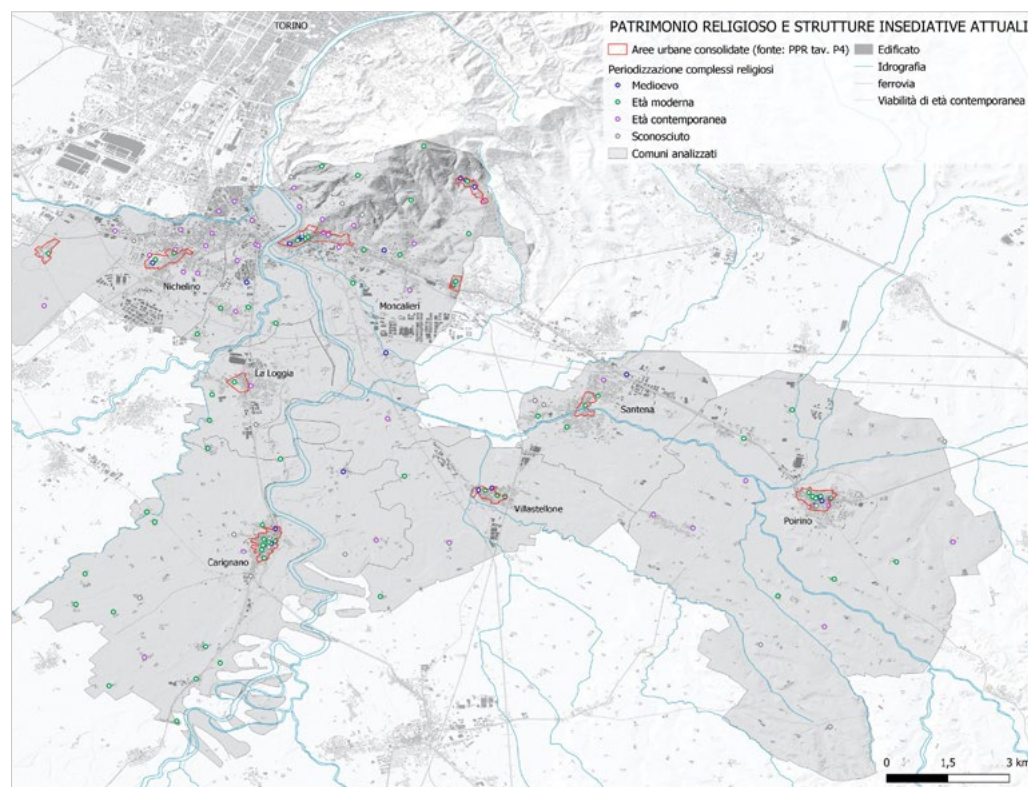 TORINO
PATRIMONIO RELIGIOSO E STRUTTURE INSEDIATIVE ATTUALI
Aree urbane consolidate (fonte: PPR tav. P4)
Periodizzazione complessi religiosi
Medioevo
Età moderna
Età contemporanea
Sconosciuto
Comuni analizzati
Edificato
Idrografia
ferrovia
Viabilità di età contemporanea
Nichelino
Moncalieri
La Loggia
Santena
Villastellone
Poirino
Carignano
0 1,5 3 km